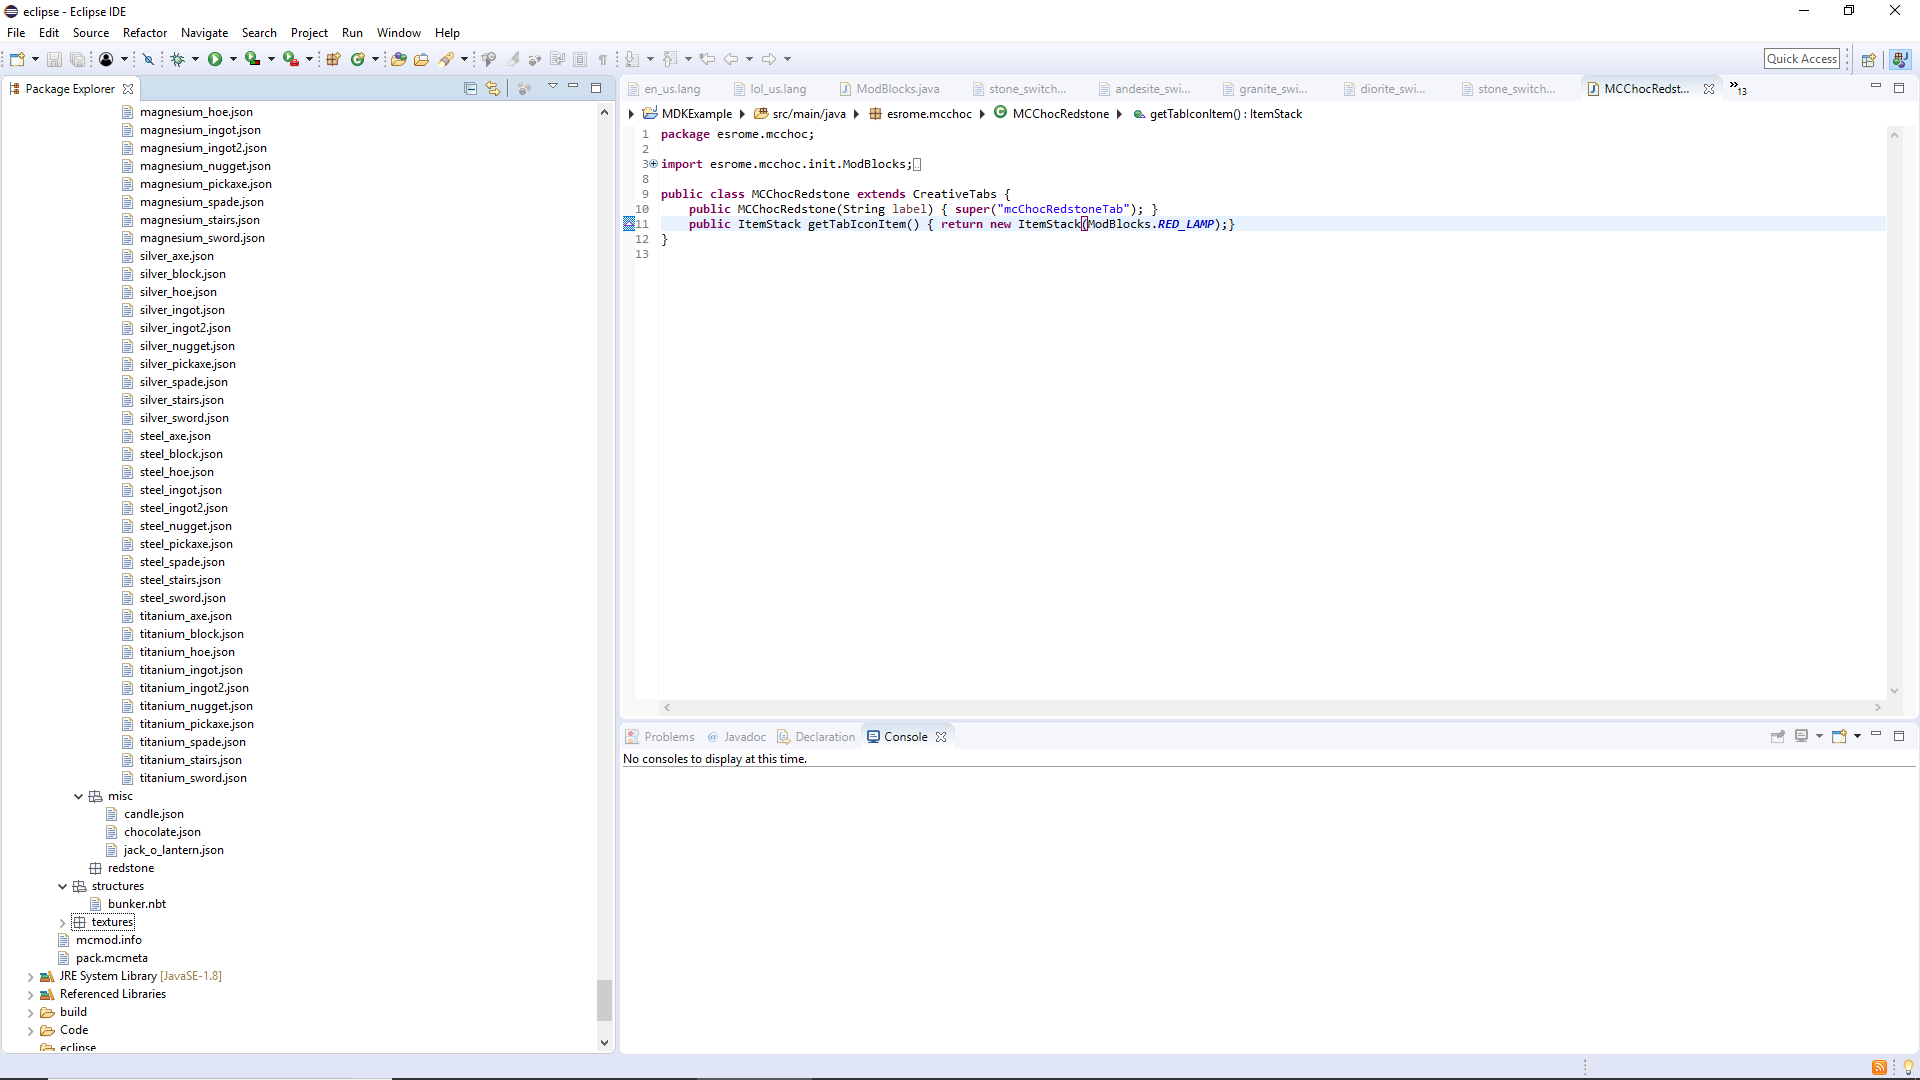 eclipse - Eclipse IDE
File Edit Source Refactor Navigate Search Project Run Window Help
Quick Access
Package Explorer
magnesium_hoe.json
magnesium_ingot.json
magnesium_ingot2.json
magnesium_nugget.json
magnesium_pickaxe.json
magnesium_spade.json
magnesium_stairs.json
magnesium_sword.json
silver_axe.json
silver_block.json
silver_hoe.json
silver_ingot.json
silver_ingot2.json
silver_nugget.json
silver_pickaxe.json
silver_spade.json
silver_stairs.json
silver_sword.json
steel_axe.json
steel_block.json
steel_hoe.json
steel_ingot.json
steel_ingot2.json
steel_nugget.json
steel_pickaxe.json
steel_spade.json
steel_stairs.json
steel_sword.json
titanium_axe.json
titanium_block.json
titanium_hoe.json
titanium_ingot.json
titanium_ingot2.json
titanium_nugget.json
titanium_pickaxe.json
titanium_spade.json
titanium_stairs.json
titanium_sword.json
misc
candle.json
chocolate.json
jack_o_lantern.json
redstone
structures
bunker.nbt
textures
mcmod.info
pack.mcmeta
JRE System Library [JavaSE-1.8]
Referenced Libraries
build
Code
eclipse
en_us.lang lol_us.lang ModBlocks.java stone_switch... andesite_swi... granite_swi... diorite_swi... stone_switch... MCChocRedst... »13
MDKExample src/main/java esrome.mcchoc MCChocRedstone getTabIconItem() : ItemStack
1 package esrome.mcchoc;
2
3 import esrome.mcchoc.init.ModBlocks;
8
9 public class MCChocRedstone extends CreativeTabs {
10 public MCChocRedstone(String label) { super("mcChocRedstoneTab"); }
11 public ItemStack getTabIconItem() { return new ItemStack(ModBlocks.RED_LAMP);}
12 }
13
Problems Javadoc Declaration Console
No consoles to display at this time.